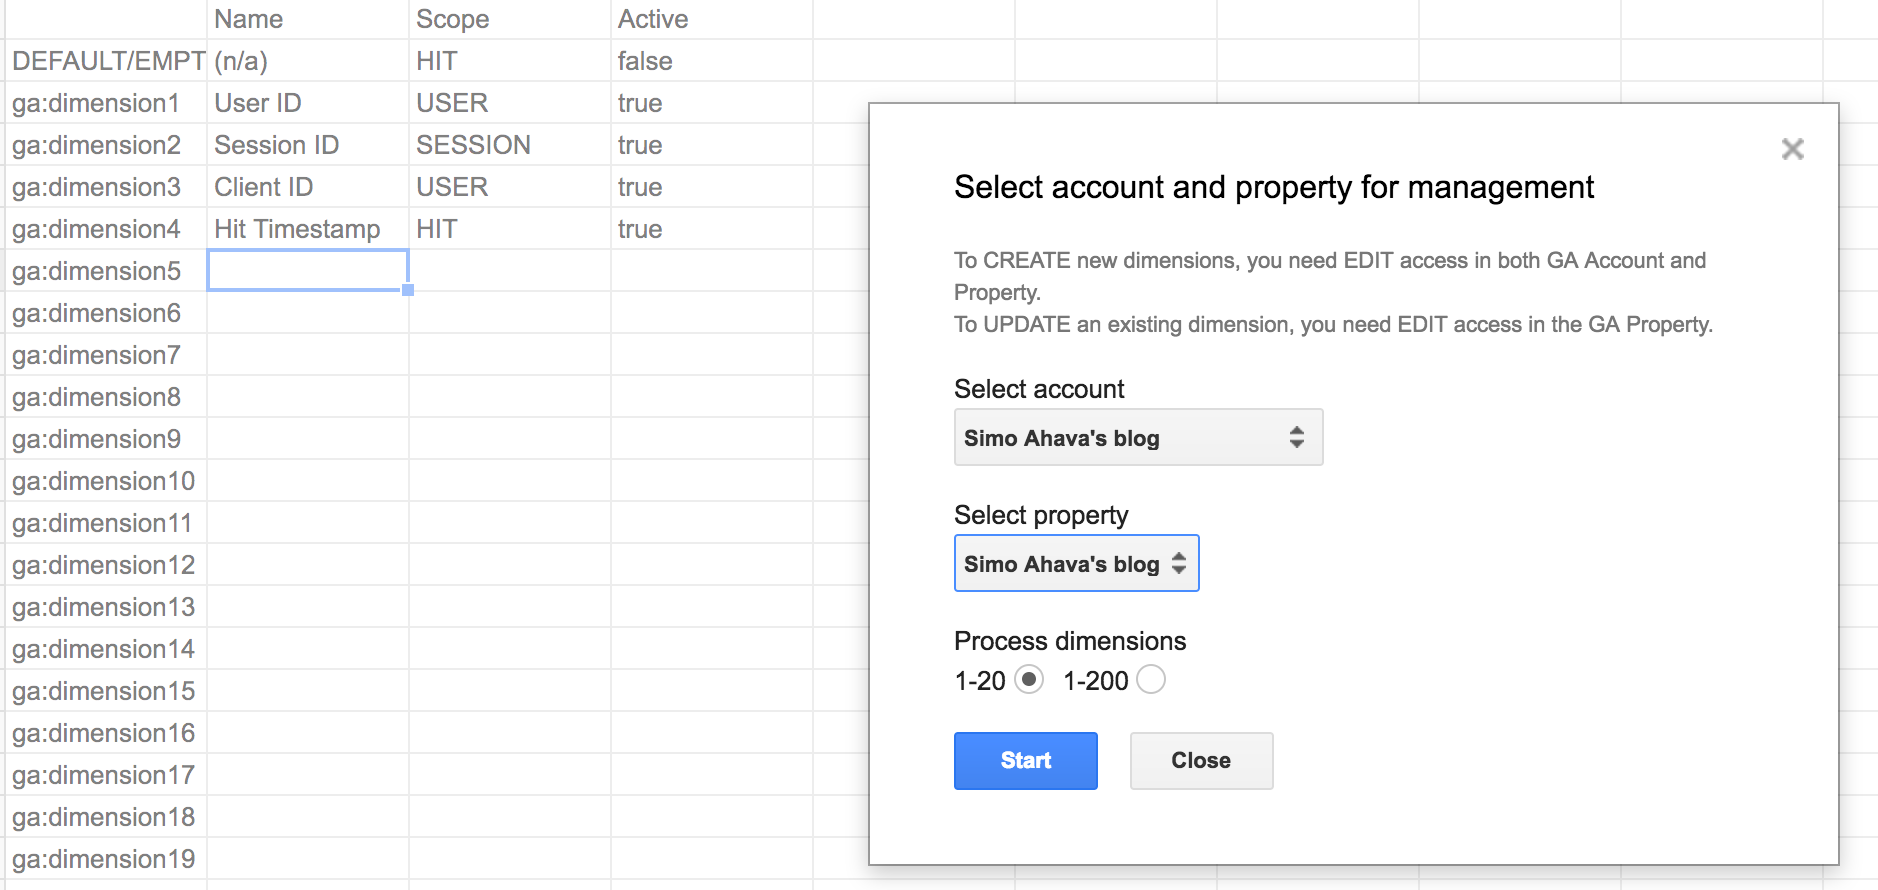 Name Scope Active
DEFAULT/EMPT (n/a) HIT false
ga:dimension1 User ID USER true
ga:dimension2 Session ID SESSION true
ga:dimension3 Client ID USER true
ga:dimension4 Hit Timestamp HIT true
ga:dimension5
ga:dimension6
ga:dimension7
ga:dimension8
ga:dimension9
ga:dimension10
ga:dimension11
ga:dimension12
ga:dimension13
ga:dimension14
ga:dimension15
ga:dimension16
ga:dimension17
ga:dimension18
ga:dimension19
Select account and property for management
To CREATE new dimensions, you need EDIT access in both GA Account and
Property.
To UPDATE an existing dimension, you need EDIT access in the GA Property.
Select account
Simo Ahava's blog
Select property
Simo Ahava's blog
Process dimensions
1-20 1-200
Start Close